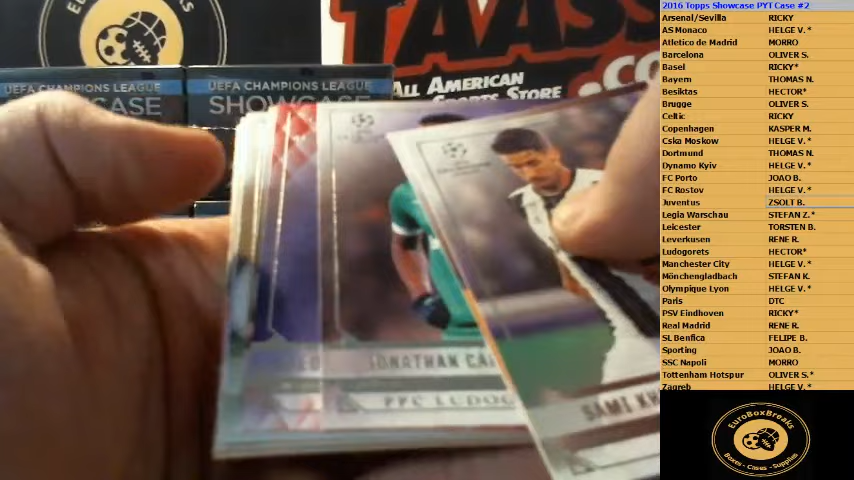 UEFA CHAMPIONS LEAGUE
UEFA CHAMPIONS LEAGUE
SHOWCASE
TAASS
.CO
ALL AMERICAN
Sports Store
JONATHAN
PFC LUDOG
SAMI KH
2016 Topps Showcase PYT Case #2
Arsenal/Sevilla RICKY
AS Monaco HELGE V.*
Atletico de Madrid MORRO
Barcelona OLIVER S.
Basel RICKY*
Bayern THOMAS N.
Besiktas HECTOR*
Brugge OLIVER S.
Celtic RICKY
Copenhagen KASPER M.
Cska Moskow HELGE V.*
Dortmund THOMAS N.
Dynamo Kyiv HELGE V.*
FC Porto JOAO B.
FC Rostov HELGE V.*
Juventus ZSOLT B.
Legia Warschau STEFAN Z.*
Leicester TORSTEN B.
Leverkusen RENE R.
Ludogorets HECTOR*
Manchester City HELGE V.*
Mönchengladbach STEFAN K.
Olympique Lyon HELGE V.*
Paris DTC
PSV Eindhoven RICKY*
Real Madrid RENE R.
SL Benfica FELIPE B.
Sporting JOAO B.
SSC Napoli MORRO
Tottenham Hotspur OLIVER S.*
Zagreb HELGE V.*
EuroBoxBreaks
Boxes - Cases - Supplies